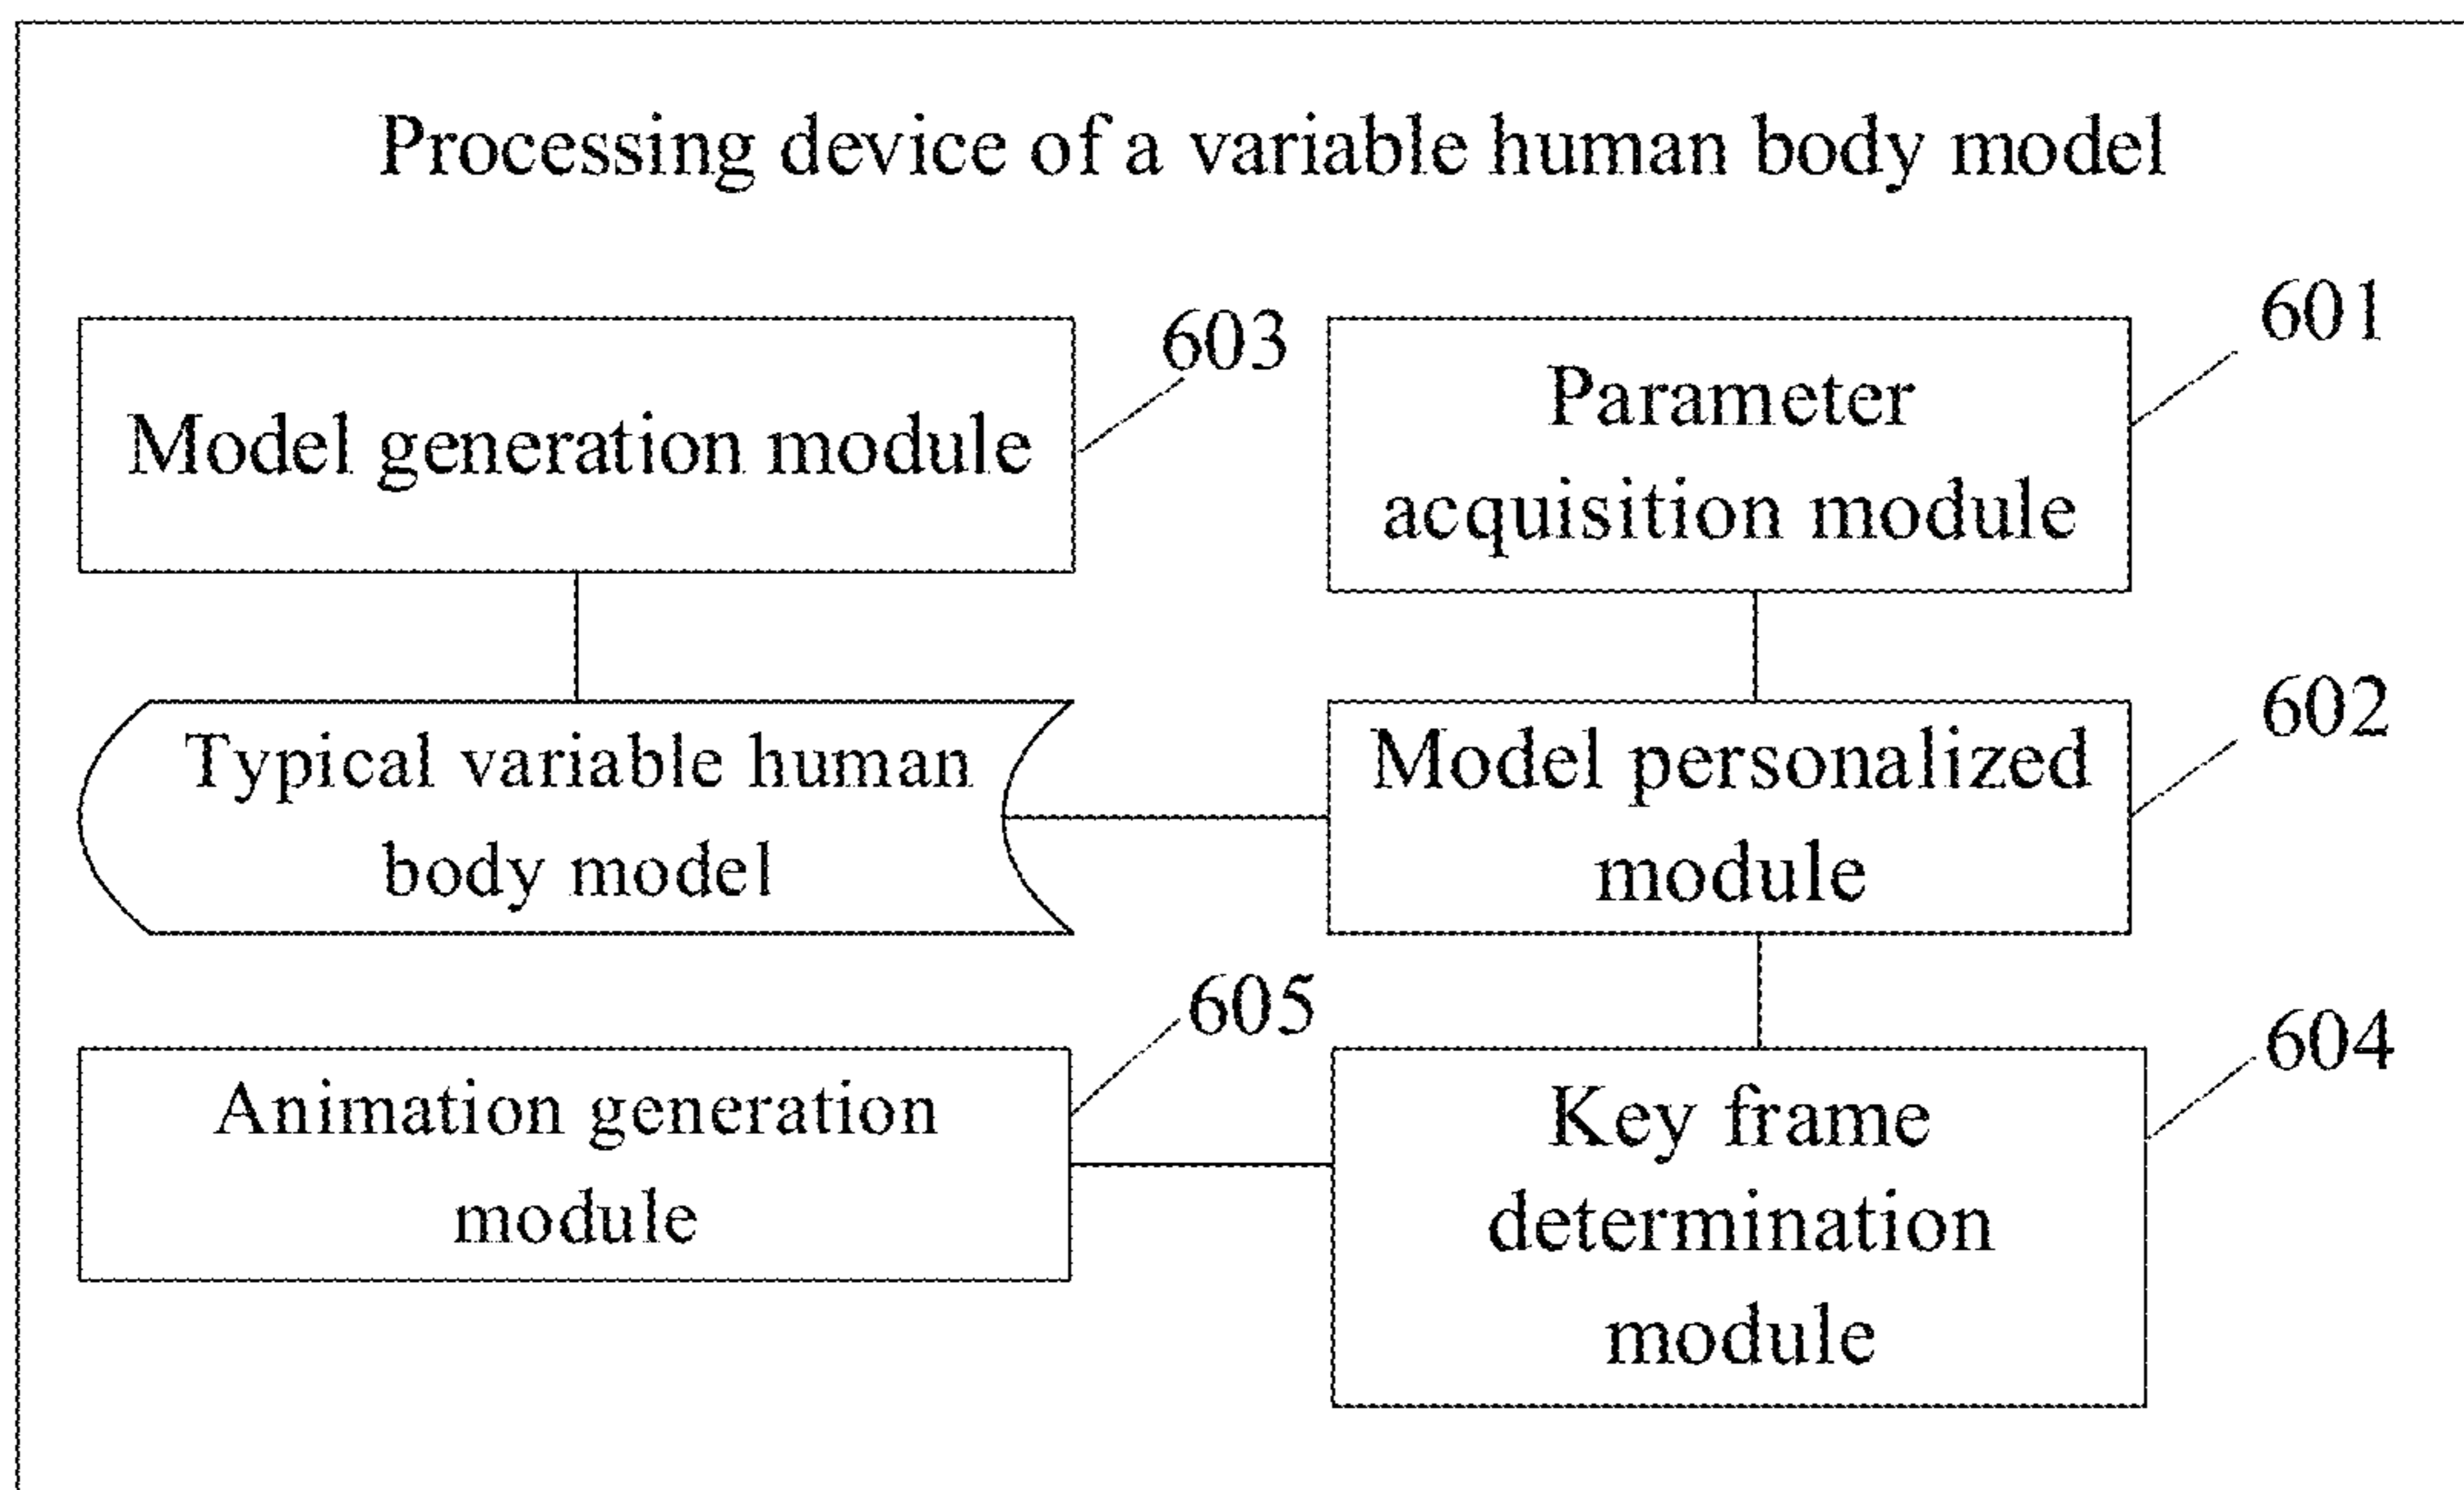 Processing device of a variable human body model
603
601
Model generation module
Parameter
acquisition module
602
Typical variable human
body model
Model personalized
module
605
604
Animation generation
module
Key frame
determination
module